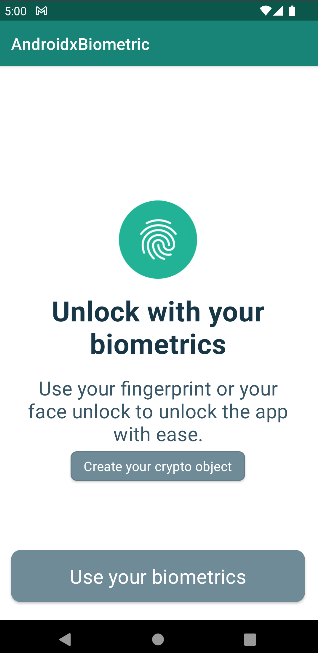 5:00
AndroidxBiometric
Unlock with your
biometrics
Use your fingerprint or your
face unlock to unlock the app
with ease.
Create your crypto object
Use your biometrics